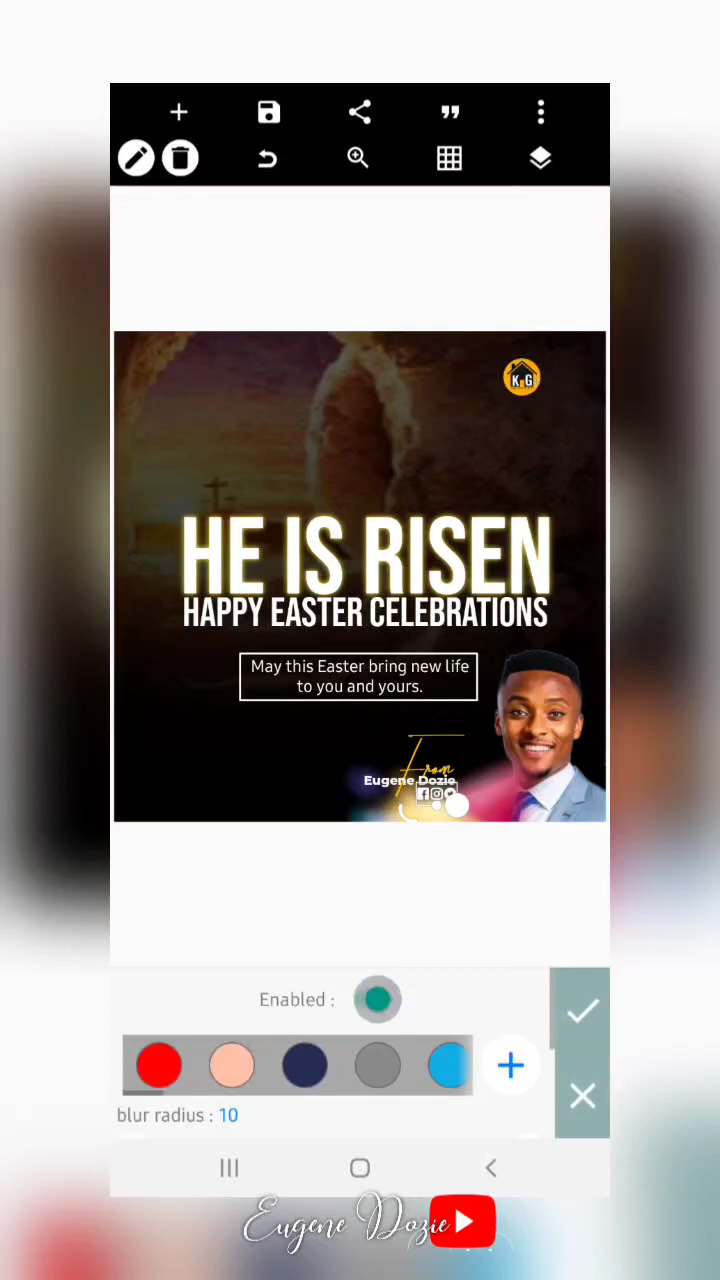 KG
HE IS RISEN
HAPPY EASTER CELEBRATIONS
May this Easter bring new life
to you and yours.
From
Eugene Dozie
Enabled :
blur radius : 10
Eugene Dozie